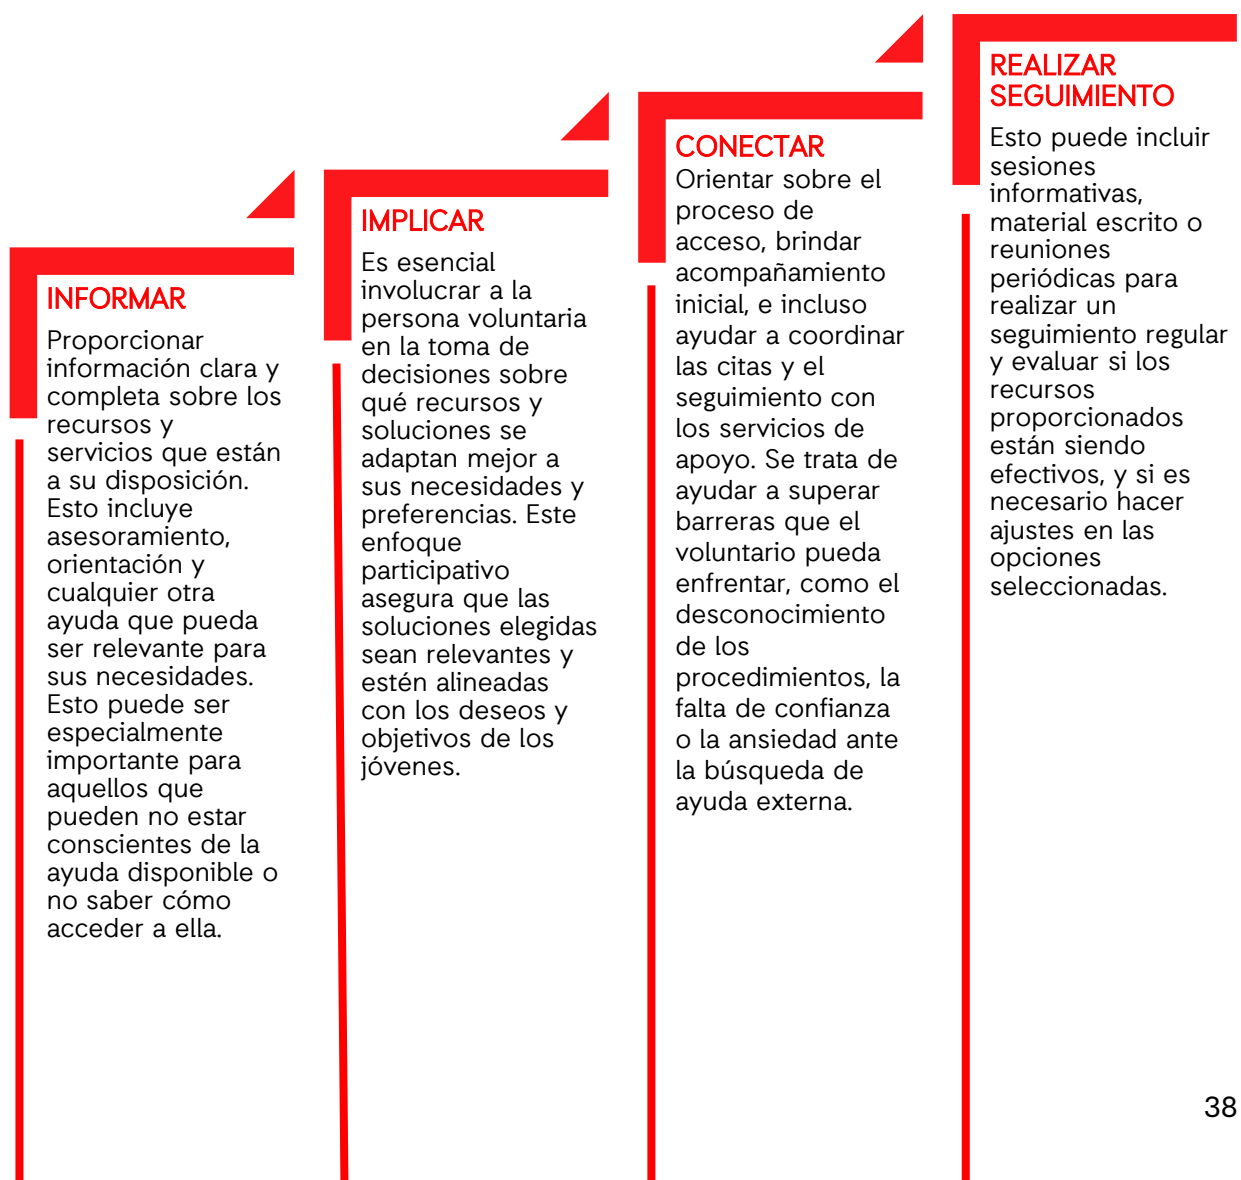 INFORMAR
Proporcionar
información clara y
completa sobre los
recursos y
servicios que están
a su disposición.
Esto incluye
asesoramiento,
orientación y
cualquier otra
ayuda que pueda
ser relevante para
sus necesidades.
Esto puede ser
especialmente
importante para
aquellos que
pueden no estar
conscientes de la
ayuda disponible o
no saber cómo
acceder a ella.
IMPLICAR
Es esencial
involucrar a la
persona voluntaria
en la toma de
decisiones sobre
qué recursos y
soluciones se
adaptan mejor a
sus necesidades y
preferencias. Este
enfoque
participativo
asegura que las
soluciones elegidas
sean relevantes y
estén alineadas
con los deseos y
objetivos de los
jóvenes.
CONECTAR
Orientar sobre el
proceso de
acceso, brindar
acompañamiento
inicial, e incluso
ayudar a coordinar
las citas y el
seguimiento con
los servicios de
apoyo. Se trata de
ayudar a superar
barreras que el
voluntario pueda
enfrentar, como el
desconocimiento
de los
procedimientos, la
falta de confianza
o la ansiedad ante
la búsqueda de
ayuda externa.
REALIZAR
SEGUIMIENTO
Esto puede incluir
sesiones
informativas,
material escrito o
reuniones
periódicas para
realizar un
seguimiento regular
y evaluar si los
recursos
proporcionados
están siendo
efectivos, y si es
necesario hacer
ajustes en las
opciones
seleccionadas.
38